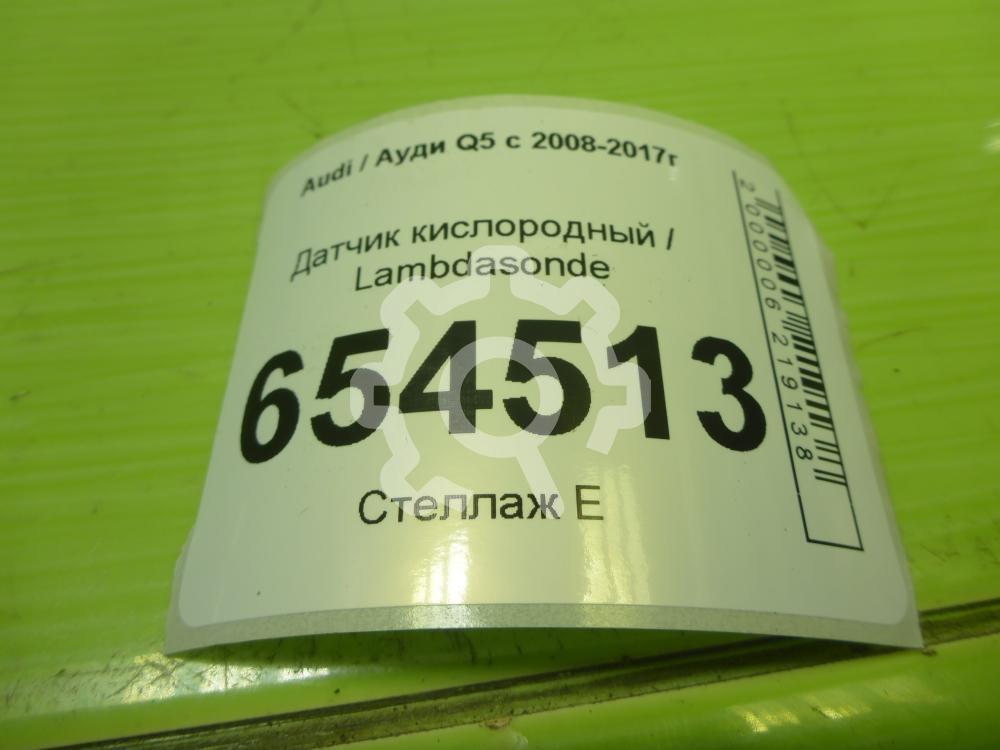 Audi / Ауди Q5 с 2008-2017г
Датчик кислородный /
Lambdasonde
654513
Стеллаж Е
2000006219138